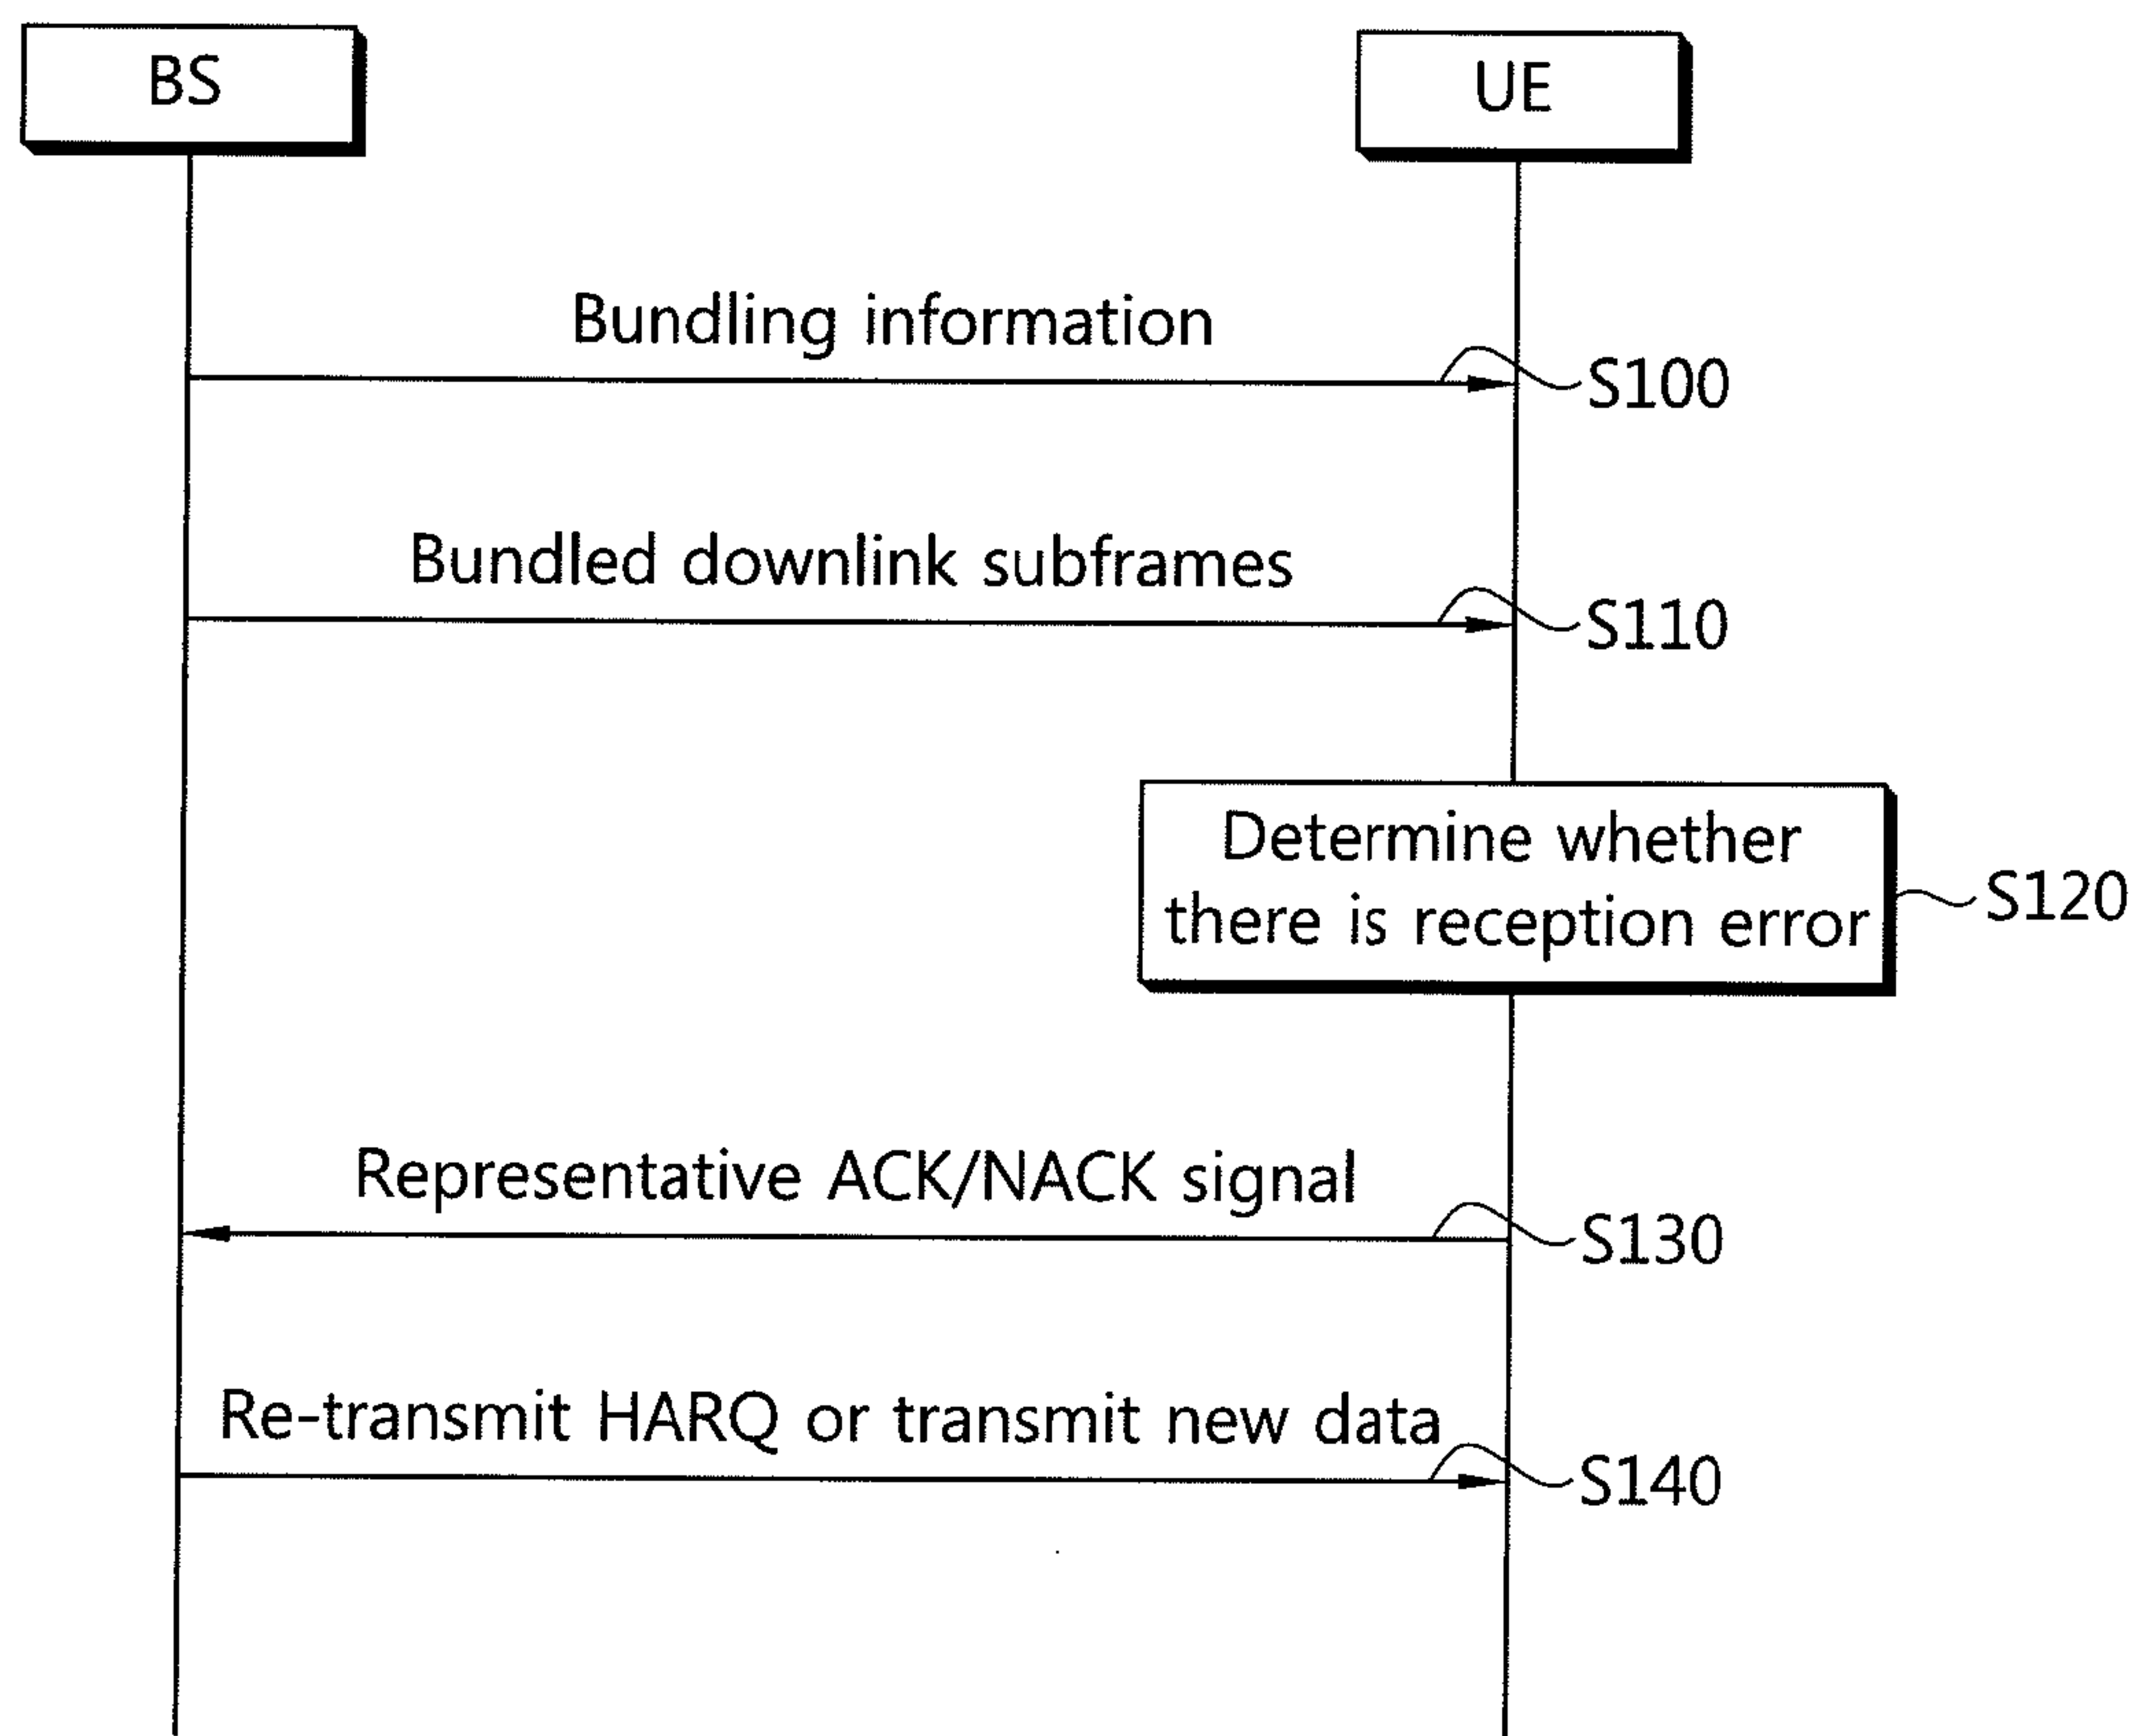 BS
UE
Bundling information
S100
Bundled downlink subframes
S110
Determine whether
there is reception error
S120
Representative ACK/NACK signal
S130
Re-transmit HARQ or transmit new data
S140